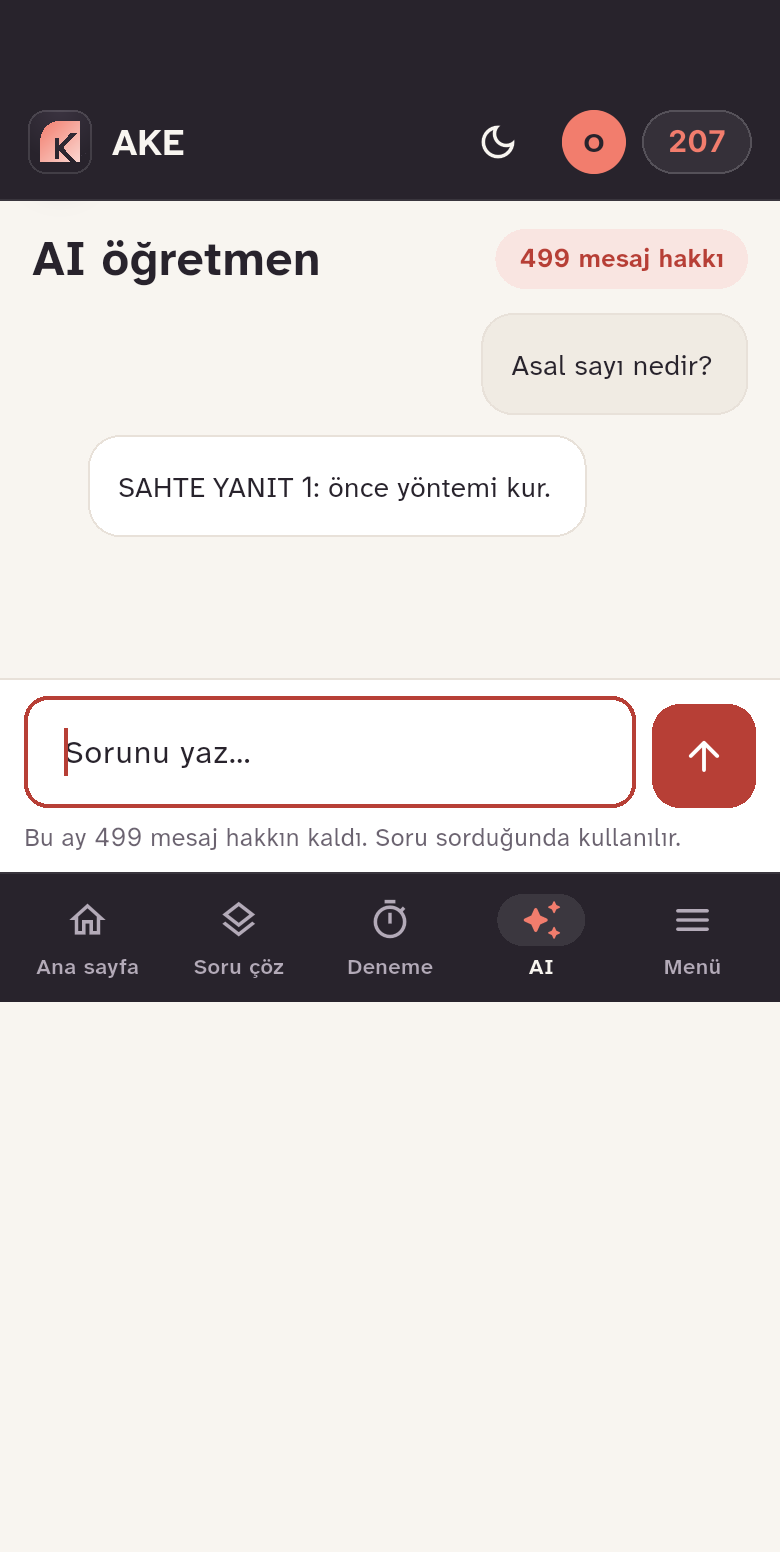 AKE
O
207
AI öğretmen
499 mesaj hakkı
Asal sayı nedir?
SAHTE YANIT 1: önce yöntemi kur.
Sorunu yaz...
Bu ay 499 mesaj hakkın kaldı. Soru sorduğunda kullanılır.
Ana sayfa
Soru çöz
Deneme
AI
Menü